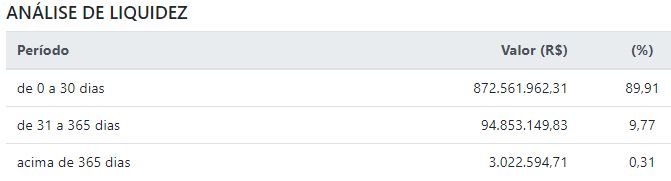 ANÁLISE DE LIQUIDEZ
Período Valor (R$) (%)
de 0 a 30 dias 872.561.962,31 89,91
de 31 a 365 dias 94.853.149,83 9,77
acima de 365 dias 3.022.594,71 0,31